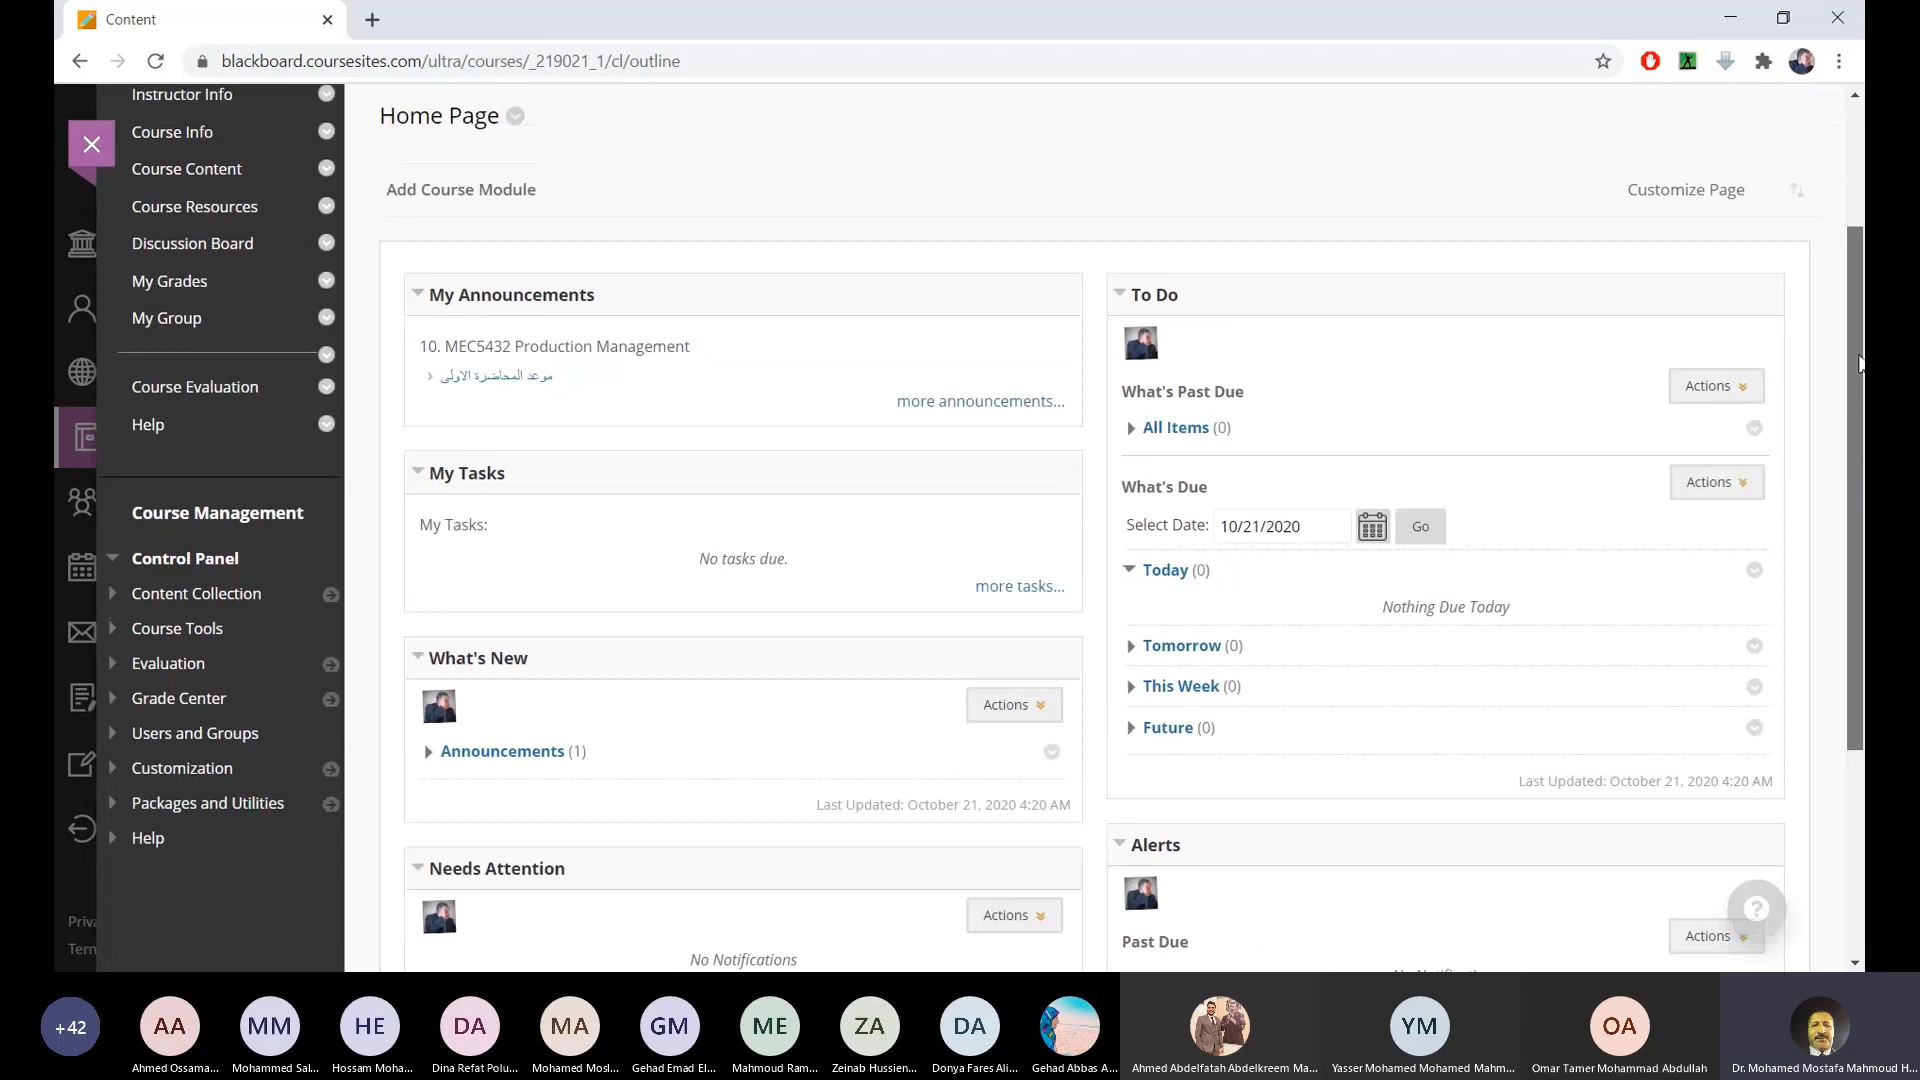 Content
blackboard.coursesites.com/ultra/courses/_219021_1/cl/outline
Instructor Info
Course Info
Course Content
Course Resources
Discussion Board
My Grades
My Group
Course Evaluation
Help
Course Management
Control Panel
Content Collection
Course Tools
Evaluation
Grade Center
Users and Groups
Customization
Packages and Utilities
Help
Priva
Term
Home Page
Add Course Module
Customize Page
My Announcements
10. MEC5432 Production Management
موعد المحاضرة الاولى
more announcements...
My Tasks
My Tasks:
No tasks due.
more tasks...
What's New
Actions
Announcements (1)
Last Updated: October 21, 2020 4:20 AM
Needs Attention
Actions
No Notifications
To Do
What's Past Due
Actions
All Items (0)
What's Due
Actions
Select Date: 10/21/2020 Go
Today (0)
Nothing Due Today
Tomorrow (0)
This Week (0)
Future (0)
Last Updated: October 21, 2020 4:20 AM
Alerts
?
Past Due
Actions
+42 AA MM HE DA MA GM ME ZA DA YM OA
Ahmed Ossama... Mohammed Sal... Hossam Moha... Dina Refat Polu... Mohamed Mosl... Gehad Emad El... Mahmoud Ram... Zeinab Hussien... Donya Fares Ali... Gehad Abbas A... Ahmed Abdelfatah Abdelkreem Ma... Yasser Mohamed Mohamed Mahm... Omar Tamer Mohammad Abdullah Dr. Mohamed Mostafa Mahmoud H...